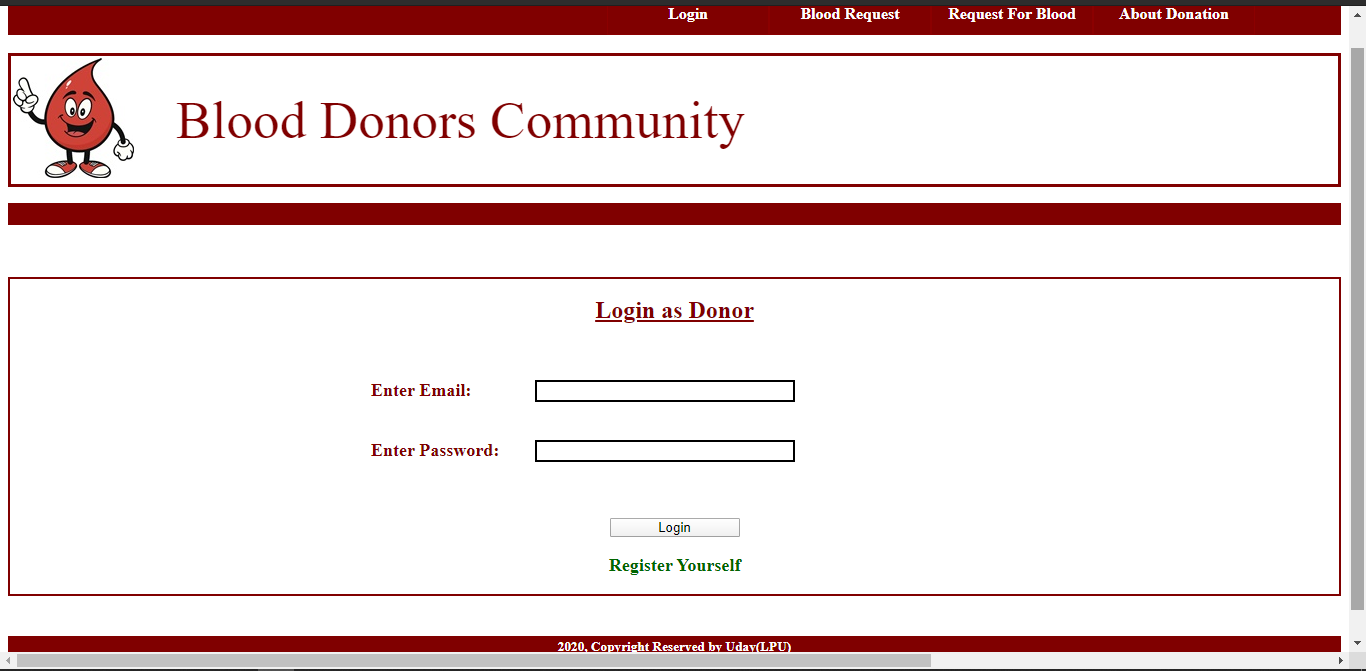 Login Blood Request Request For Blood About Donation
Blood Donors Community
Login as Donor
Enter Email:
Enter Password:
Login
Register Yourself
2020, Copyright Reserved by Uday(LPU)